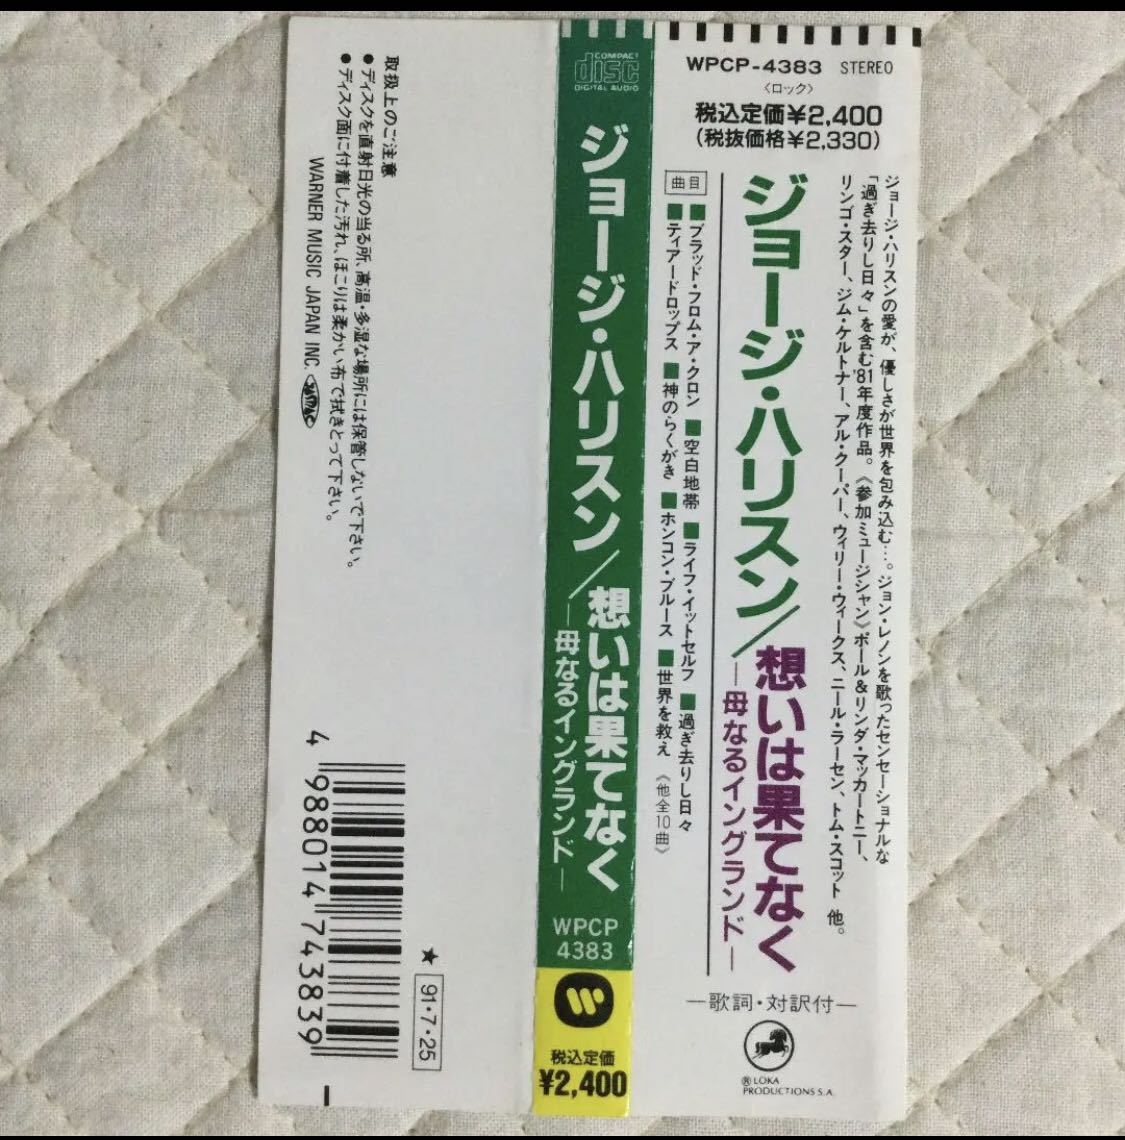 WPCP-4383 STEREO
〈ロック〉
税込定価¥2,400
(税抜価格¥2,330)
ジョージ・ハリスンの愛が、優しさが世界を包み込む…。ジョン・レノンを歌ったセンセーショナルな
「過ぎ去りし日々」を含む'81年度作品。《参加ミュージシャン》ポール&リンダ・マッカートニー、
リンゴ・スター、ジム・ケルトナー、アル・クーパー、ウィリー・ウィークス、ニール・ラーセン、トム・スコット 他。
ジョージ・ハリスン/想いは果てなく
—母なるイングランド—
曲目
■ブラッド・フロム・ア・クロン ■空白地帯 ■ライフ・イットセルフ ■過ぎ去りし日々
■ティアードロップス ■神のらくがき ■ホンコン・ブルース ■世界を救え 《他全10曲》
—歌詞・対訳付—
Ⓡ LOKA
PRODUCTIONS S.A.
COMPACT
disc
DIGITAL AUDIO
ジョージ・ハリスン/想いは果てなく
—母なるイングランド—
WPCP
4383
税込定価
¥2,400
取扱上のご注意
●ディスクを直射日光の当る所、高温・多湿な場所には保管しないで下さい。
●ディスク面に付着した汚れ、ほこりは柔かい布で拭きとって下さい。
WARNER MUSIC JAPAN INC.
JASRAC
4 988014 743839
★ 91・7・25